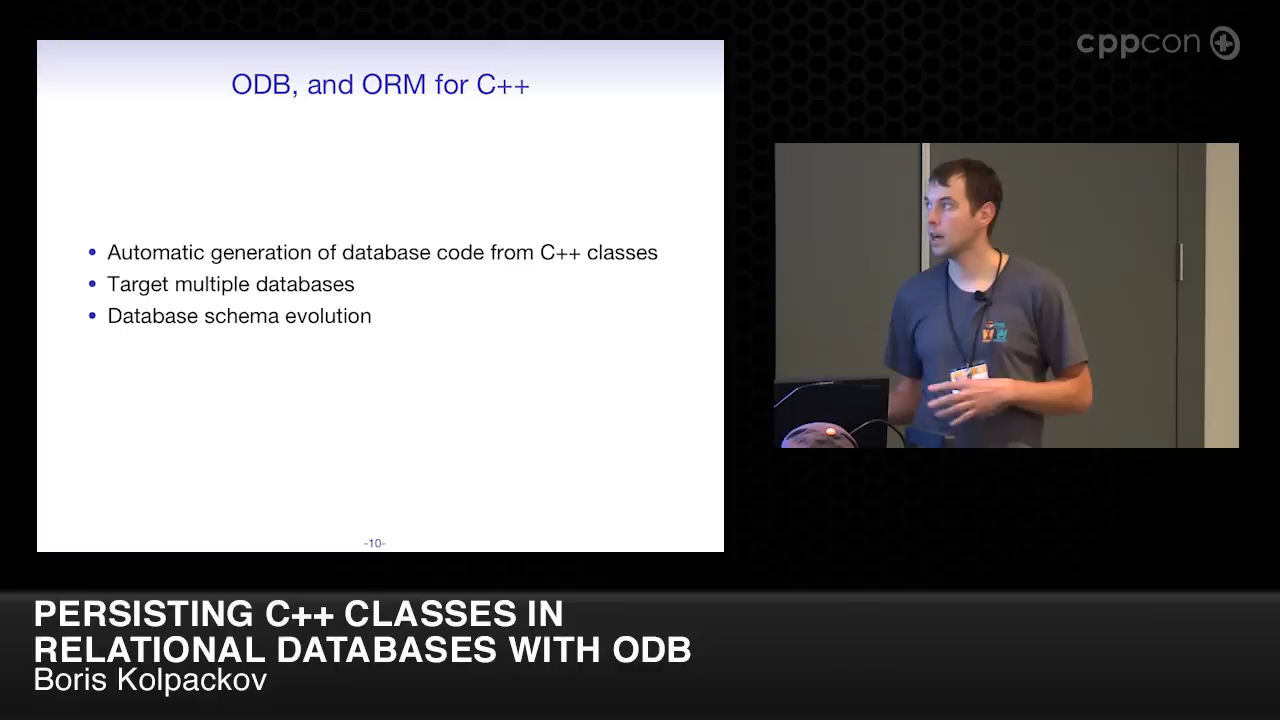 cppcon
ODB, and ORM for C++
• Automatic generation of database code from C++ classes
• Target multiple databases
• Database schema evolution
-10-
PERSISTING C++ CLASSES IN
RELATIONAL DATABASES WITH ODB
Boris Kolpackov